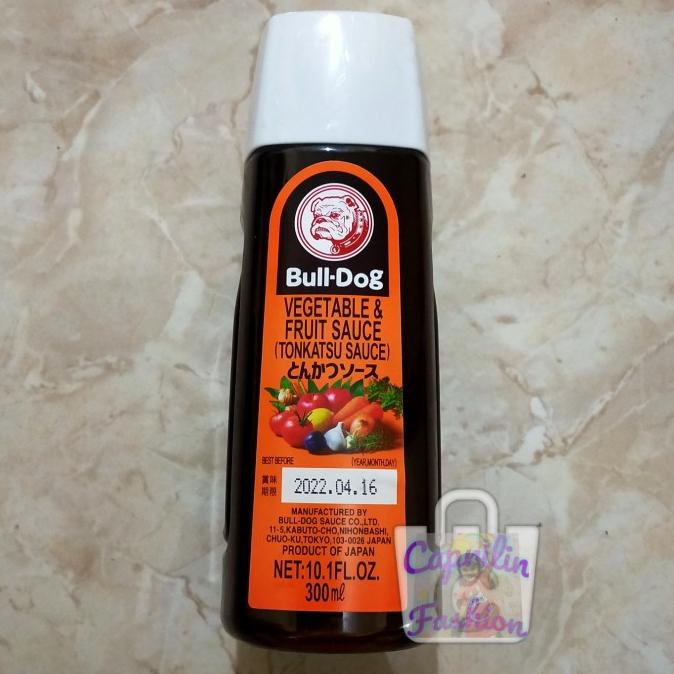 Bull-Dog
VEGETABLE &
FRUIT SAUCE
(TONKATSU SAUCE)
とんかつソース
BEST BEFORE (YEAR,MONTH,DAY)
賞味
期限 2022.04.16
MANUFACTURED BY
BULL-DOG SAUCE CO.,LTD.
11-5,KABUTO-CHO,NIHONBASHI,
CHUO-KU,TOKYO,103-0026 JAPAN
PRODUCT OF JAPAN
NET:10.1FL.OZ.
300ml
Fashion